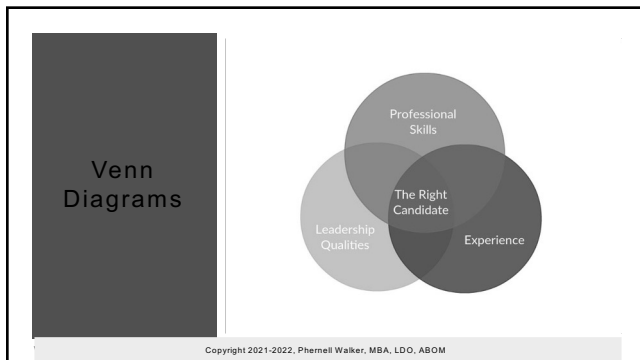 Venn
Diagrams
Professional
Skills
The Right
Candidate
Leadership
Qualities
Experience
Copyright 2021-2022, Phernell Walker, MBA, LDO, ABOM